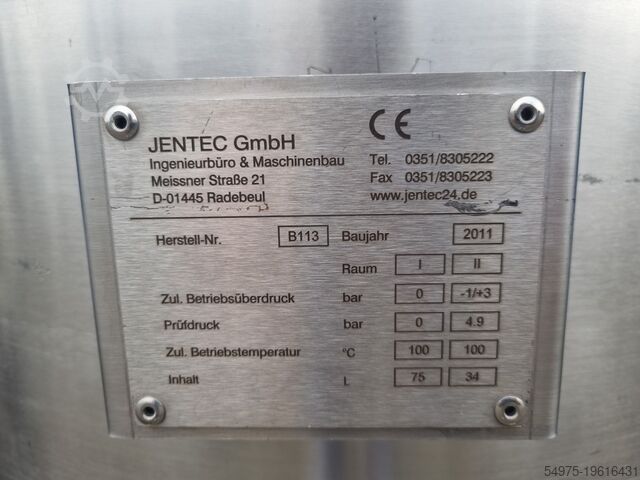 JENTEC GmbH
Ingenieurbüro & Maschinenbau
Meissner Straße 21
D-01445 Radebeul
CE
Tel. 0351/8305222
Fax 0351/8305223
www.jentec24.de
Herstell-Nr. B113 Baujahr 2011
Raum I II
Zul. Betriebsüberdruck bar 0 -1/+3
Prüfdruck bar 0 4.9
Zul. Betriebstemperatur °C 100 100
Inhalt L 75 34
54975-19616431